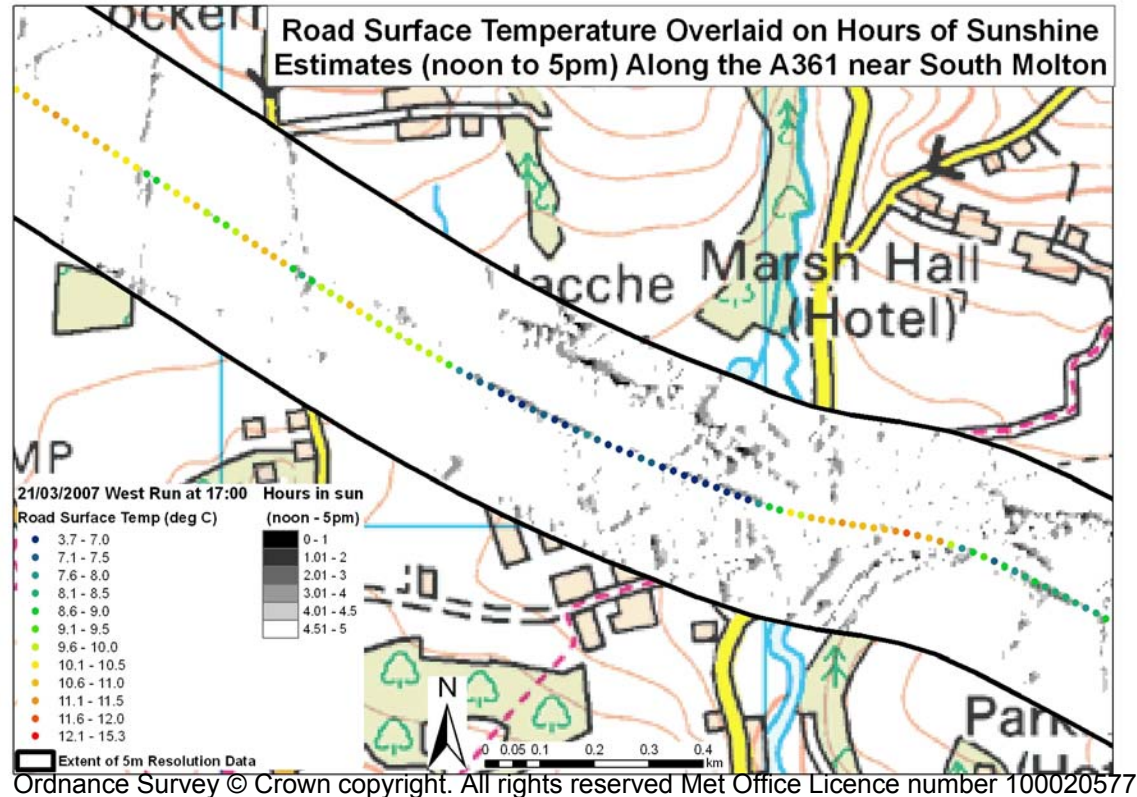 ocker
Road Surface Temperature Overlaid on Hours of Sunshine
Estimates (noon to 5pm) Along the A361 near South Molton
acche
Marsh Hall
(Hotel)
MP
21/03/2007 West Run at 17:00
Road Surface Temp (deg C)
3.7 - 7.0
7.1 - 7.5
7.6 - 8.0
8.1 - 8.5
8.6 - 9.0
9.1 - 9.5
9.6 - 10.0
10.1 - 10.5
10.6 - 11.0
11.1 - 11.5
11.6 - 12.0
12.1 - 15.3
Extent of 5m Resolution Data
Hours in sun
(noon - 5pm)
0 - 1
1.01 - 2
2.01 - 3
3.01 - 4
4.01 - 4.5
4.51 - 5
N
0 0.05 0.1 0.2 0.3 0.4
km
Park
(Hot
Ordnance Survey © Crown copyright. All rights reserved Met Office Licence number 100020577